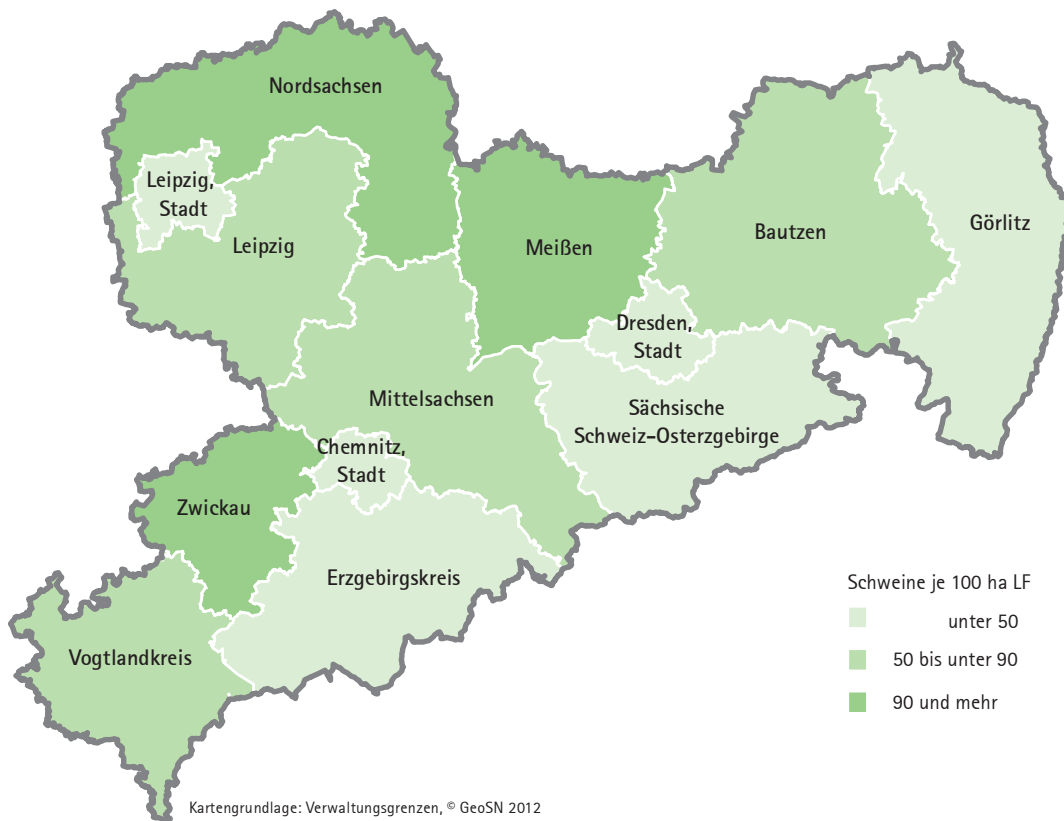 Nordsachsen
Leipzig,
Stadt
Leipzig
Meißen
Bautzen
Görlitz
Dresden,
Stadt
Mittelsachsen
Sächsische
Schweiz-Osterzgebirge
Chemnitz,
Stadt
Zwickau
Erzgebirgskreis
Vogtlandkreis
Schweine je 100 ha LF
unter 50
50 bis unter 90
90 und mehr
Kartengrundlage: Verwaltungsgrenzen, © GeoSN 2012